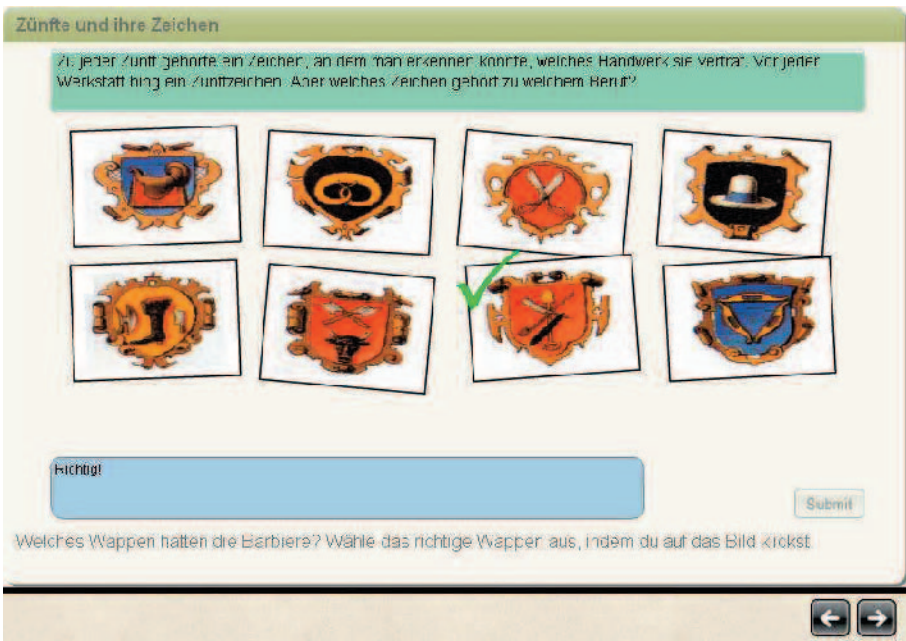 Zünfte und ihre Zeichen
Zu jeder Zunft gehörte ein Zeichen, an dem man erkennen konnte, welches Handwerk sie vertrat. Vor jeder
Werkstatt hing ein Zunftzeichen. Aber welches Zeichen gehört zu welchem Beruf?
Richtig!
Submit
Welches Wappen hatten die Barbiere? Wähle das richtige Wappen aus, indem du auf das Bild klickst.